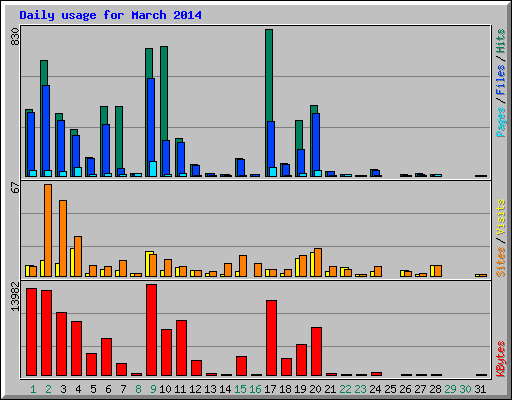 Daily usage for March 2014
830
Pages / Files / Hits
67
Sites / Visits
13982
KBytes
1 2 3 4 5 6 7 8 9 10 11 12 13 14 15 16 17 18 19 20 21 22 23 24 25 26 27 28 29 30 31